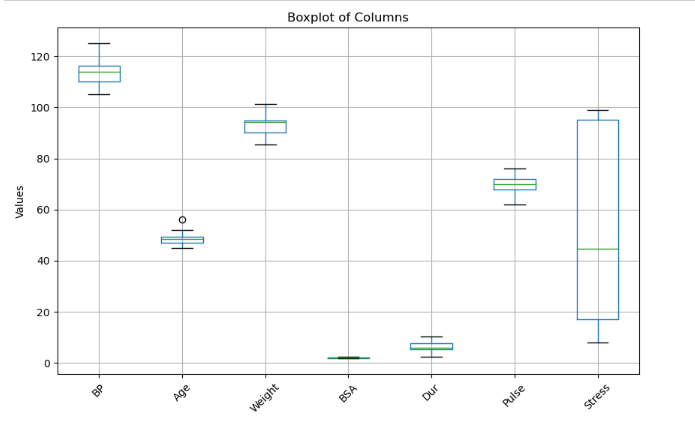 Boxplot of Columns
120
100
80
60
40
20
0
Values
BP
Age
Weight
BSA
Dur
Pulse
Stress